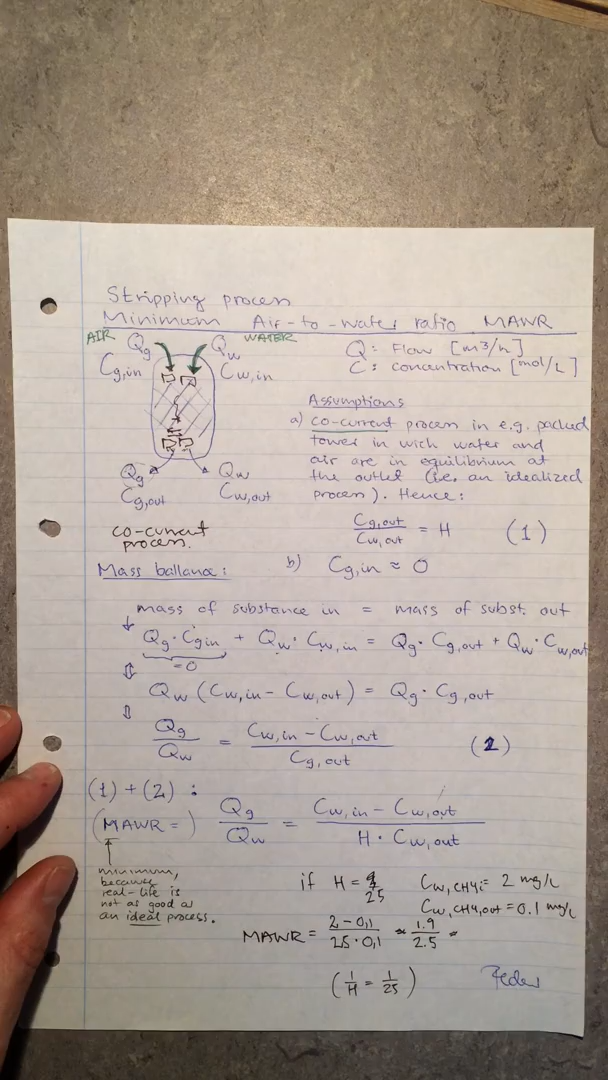 Stripping process
Minimum Air-to-water ratio MAWR
AIR Qg Qw WATER
Cg,in Cw,in
Q: Flow [m3/h]
C: concentration [mol/L]
Assumptions
a) co-current process in e.g. packed
tower in wich water and
air are in equilibrium at
the outlet (i.e. an idealized
process). Hence:
Cg,out / Cw,out = H (1)
b) Cg,in ≈ 0
Qg Qw
Cg,out Cw,out
co-current
process.
Mass ballance:
mass of substance in = mass of subst. out
↓ Qg · Cgin + Qw · Cw,in = Qg · Cg,out + Qw · Cw,out
=0
⇕ Qw (Cw,in - Cw,out) = Qg · Cg,out
⇕ Qg / Qw = Cw,in - Cw,out / Cg,out (2)
(1) + (2) :
(MAWR = ) Qg / Qw = Cw,in - Cw,out / H · Cw,out
minimum,
because
real-life is
not as good as
an ideal process.
if H = 25 Cw,CH4i = 2 mg/L
Cw,CH4,out = 0.1 mg/L
MAWR = 2-0,1 / 25·0,1 ≈ 1.9 / 2.5 =
(1/H = 1/25)